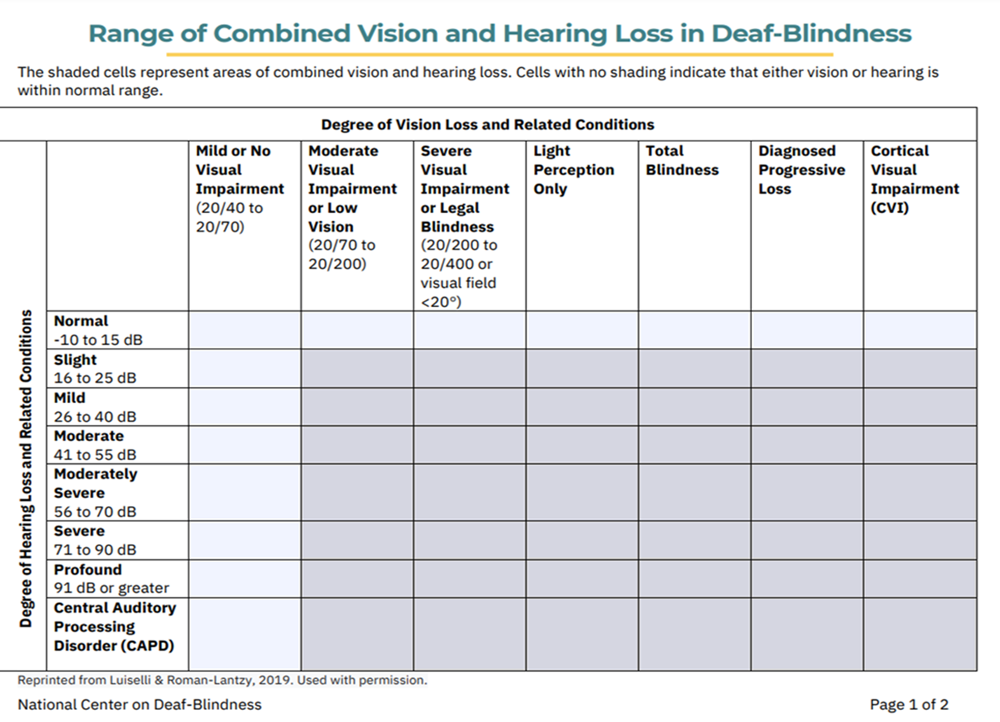 Range of Combined Vision and Hearing Loss in Deaf-Blindness
The shaded cells represent areas of combined vision and hearing loss. Cells with no shading indicate that either vision or hearing is
within normal range.
Degree of Vision Loss and Related Conditions
Mild or No
Visual
Impairment
(20/40 to
20/70)
Moderate
Visual
Impairment
or Low
Vision
(20/70 to
20/200)
Severe
Visual
Impairment
or Legal
Blindness
(20/200 to
20/400 or
visual field
<20°)
Light
Perception
Only
Total
Blindness
Diagnosed
Progressive
Loss
Cortical
Visual
Impairment
(CVI)
Degree of Hearing Loss and Related Conditions
Normal
-10 to 15 dB
Slight
16 to 25 dB
Mild
26 to 40 dB
Moderate
41 to 55 dB
Moderately
Severe
56 to 70 dB
Severe
71 to 90 dB
Profound
91 dB or greater
Central Auditory
Processing
Disorder (CAPD)
Reprinted from Luiselli & Roman-Lantzy, 2019. Used with permission.
National Center on Deaf-Blindness
Page 1 of 2